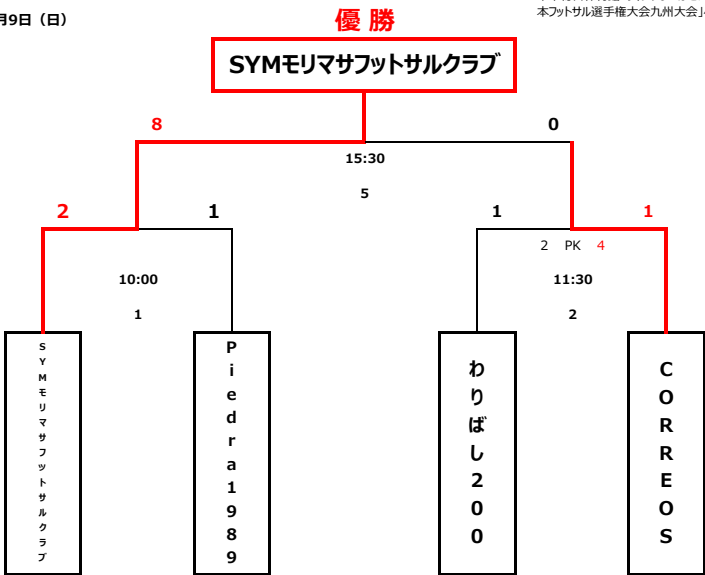 月9日（日）
優 勝
本フットサル選手権大会九州大会」
SYMモリマサフットサルクラブ
8
0
15:30
5
2
1
1
1
2 PK 4
10:00
11:30
1
2
SYMモリマサフットサルクラブ
Piedra1989
わりばし200
CORREOS